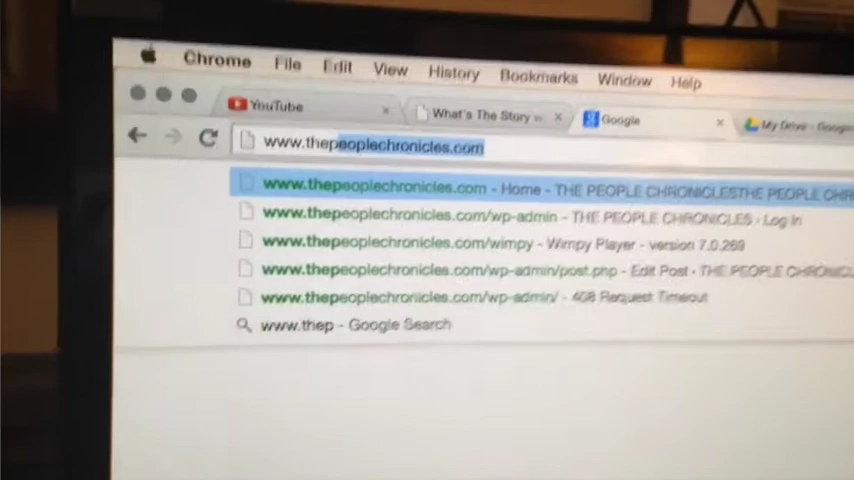 Chrome File Edit View History Bookmarks Window Help
YouTube What's The Story w Google My Drive - Google
www.thepeoplechronicles.com
www.thepeoplechronicles.com - Home - THE PEOPLE CHRONICLESTHE PEOPLE CHR
www.thepeoplechronicles.com/wp-admin - THE PEOPLE CHRONICLES › Log In
www.thepeoplechronicles.com/wimpy - Wimpy Player - version 7.0.269
www.thepeoplechronicles.com/wp-admin/post.php - Edit Post ‹ THE PEOPLE CHRONICL
www.thepeoplechronicles.com/wp-admin/ - 408 Request Timeout
www.thep - Google Search